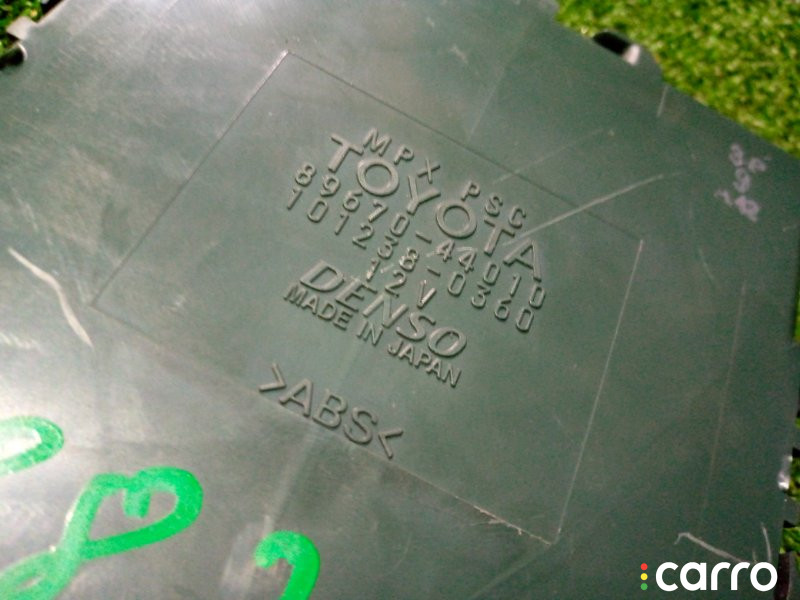 MPX PSC
TOYOTA
89670-44010
101238-0360
12V
DENSO
MADE IN JAPAN
>ABS<
carro